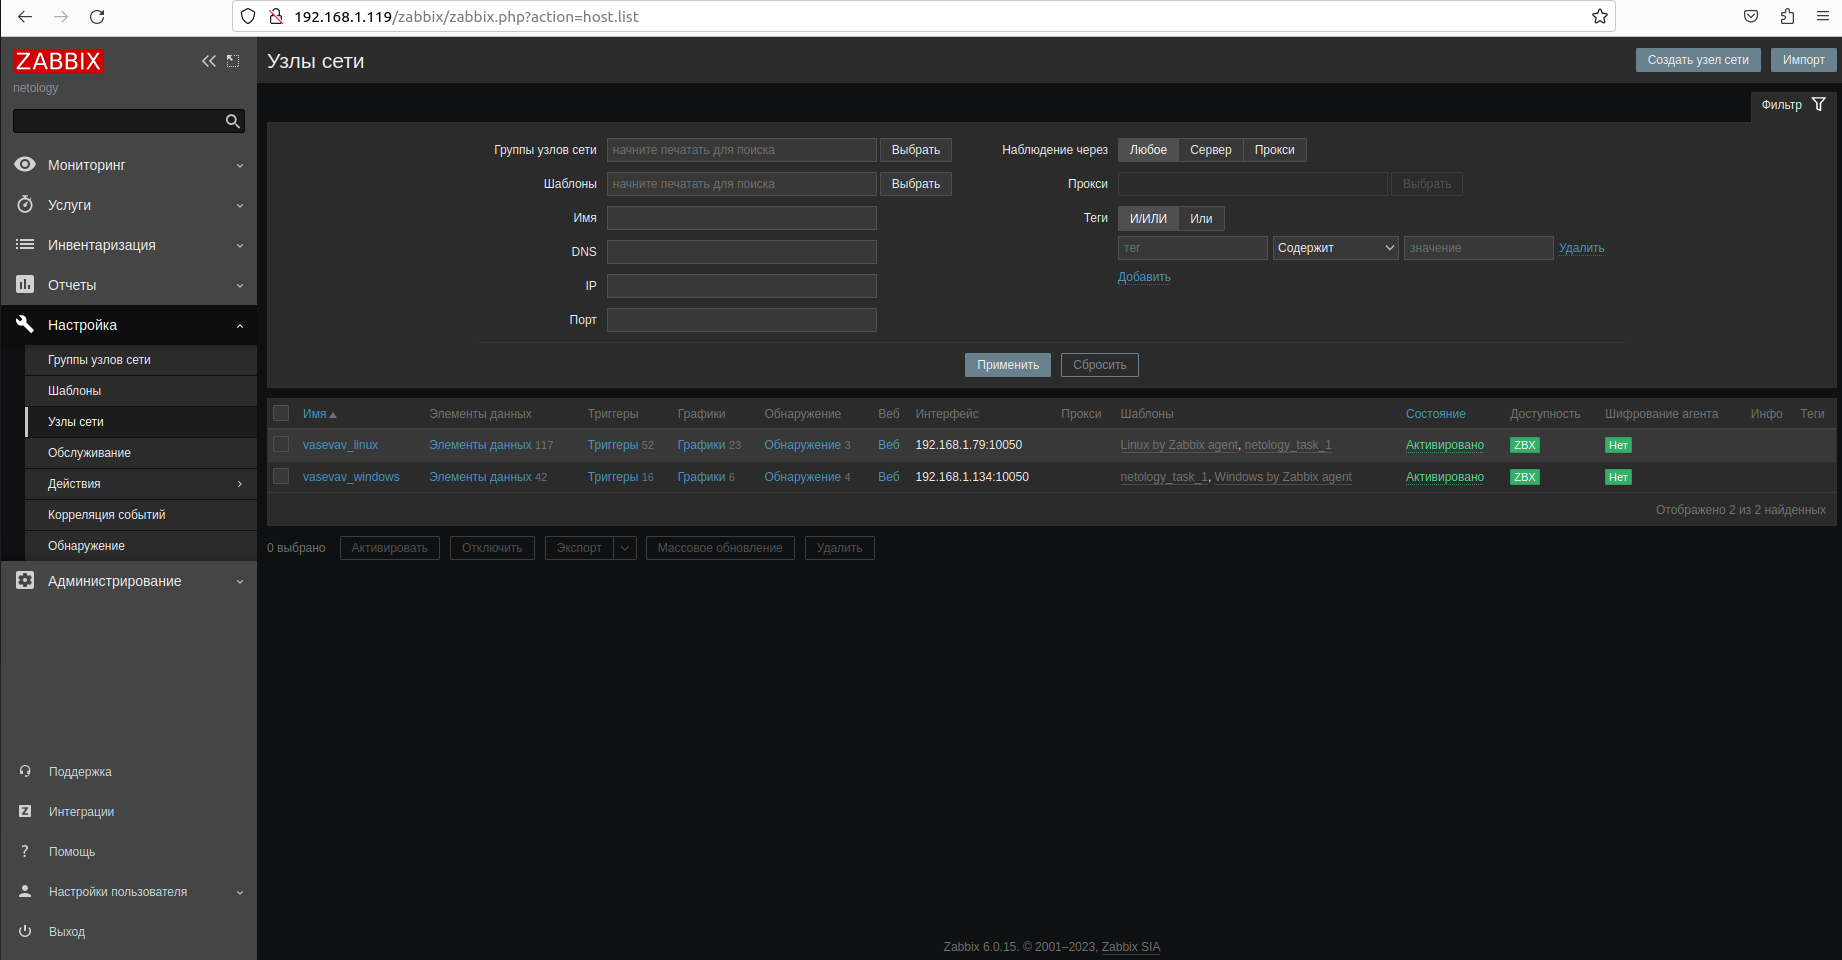 192.168.1.119/zabbix/zabbix.php?action=host.list
ZABBIX
netology
Мониторинг
Услуги
Инвентаризация
Отчеты
Настройка
Группы узлов сети
Шаблоны
Узлы сети
Обслуживание
Действия
Корреляция событий
Обнаружение
Администрирование
Поддержка
Интеграции
Помощь
Настройки пользователя
Выход
Узлы сети
Создать узел сети Импорт
Фильтр
Группы узлов сети начните печатать для поиска Выбрать
Шаблоны начните печатать для поиска Выбрать
Имя
DNS
IP
Порт
Наблюдение через Любое Сервер Прокси
Прокси Выбрать
Теги И/ИЛИ Или
тег Содержит значение Удалить
Добавить
Применить Сбросить
Имя Элементы данных Триггеры Графики Обнаружение Веб Интерфейс Прокси Шаблоны Состояние Доступность Шифрование агента Инфо Теги
vasevav_linux Элементы данных 117 Триггеры 52 Графики 23 Обнаружение 3 Веб 192.168.1.79:10050 Linux by Zabbix agent, netology_task_1 Активировано ZBX Нет
vasevav_windows Элементы данных 42 Триггеры 16 Графики 6 Обнаружение 4 Веб 192.168.1.134:10050 netology_task_1, Windows by Zabbix agent Активировано ZBX Нет
Отображено 2 из 2 найденных
0 выбрано Активировать Отключить Экспорт Массовое обновление Удалить
Zabbix 6.0.15. © 2001–2023, Zabbix SIA